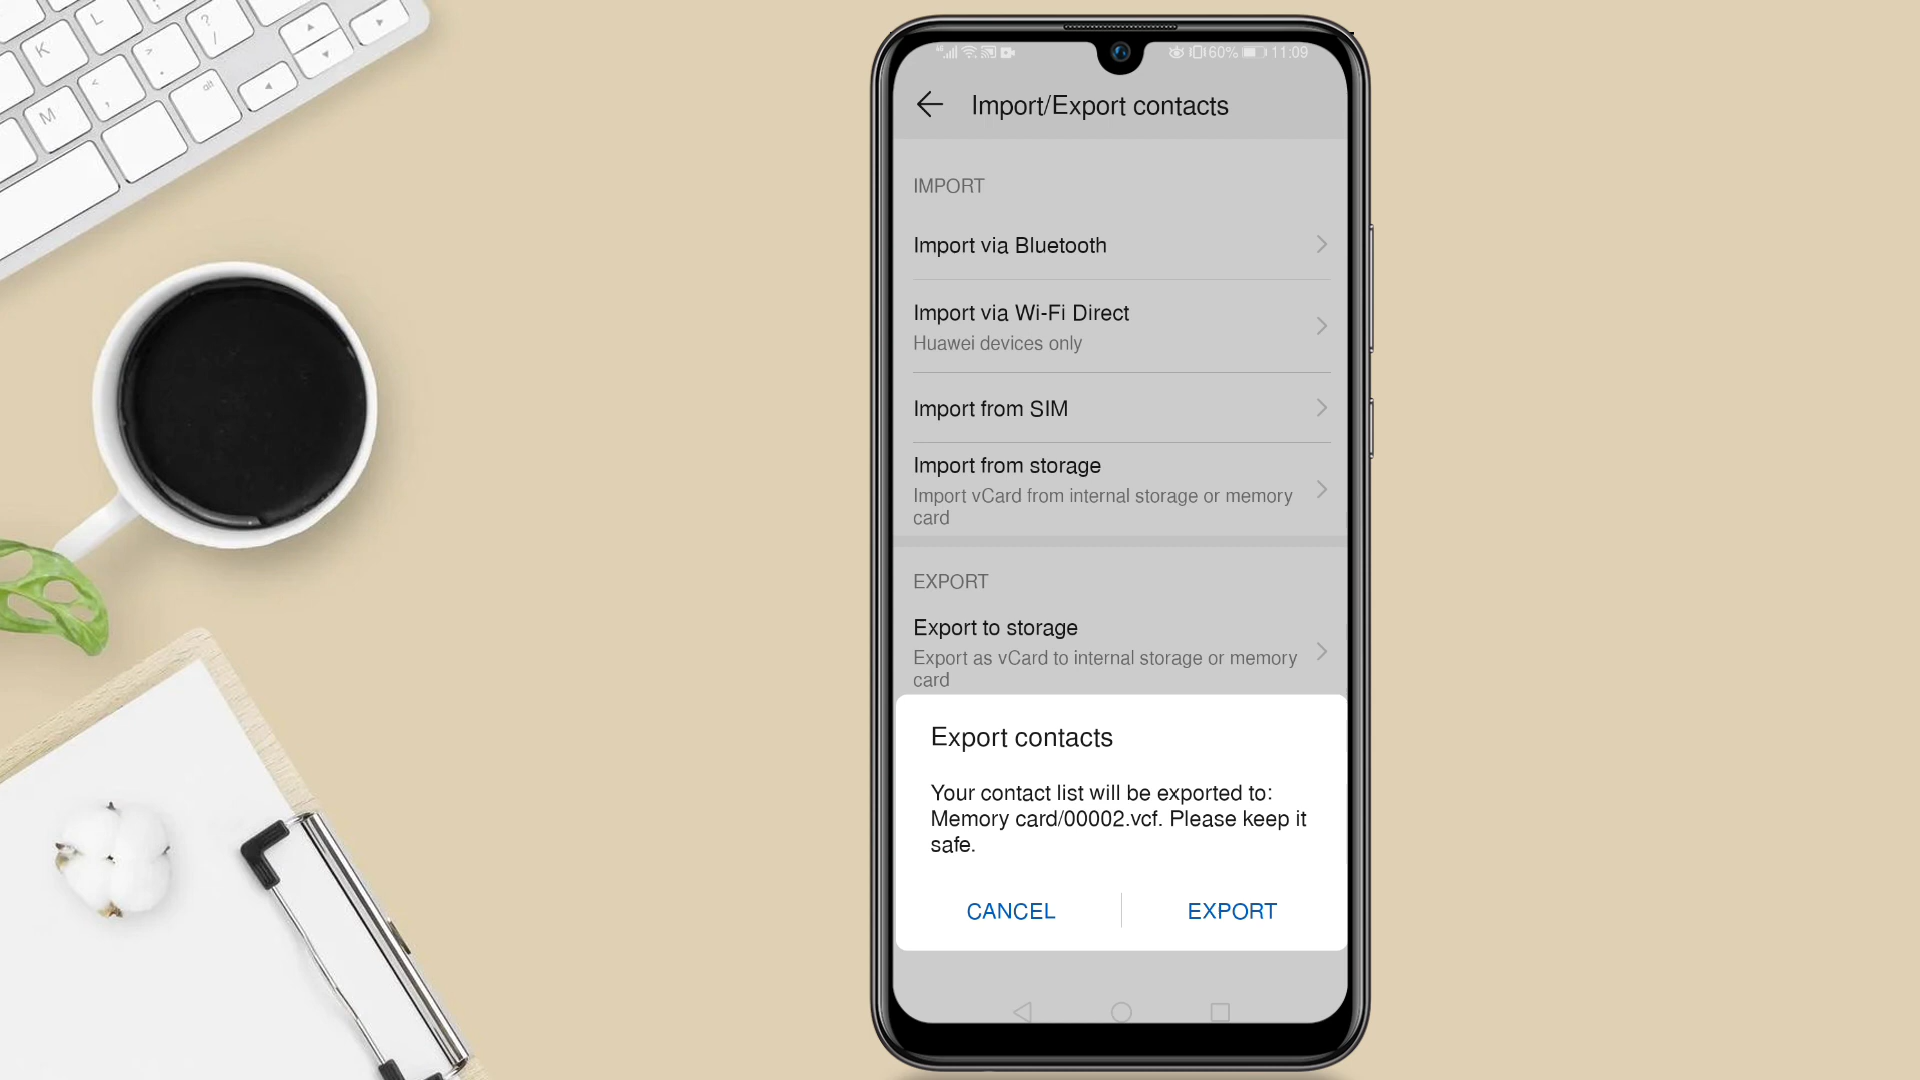 K
L
?
/
>
.
<
,
M
alt
4G
60%
11:09
Import/Export contacts
IMPORT
Import via Bluetooth
Import via Wi-Fi Direct
Huawei devices only
Import from SIM
Import from storage
Import vCard from internal storage or memory
card
EXPORT
Export to storage
Export as vCard to internal storage or memory
card
Export contacts
Your contact list will be exported to:
Memory card/00002.vcf. Please keep it
safe.
CANCEL
EXPORT